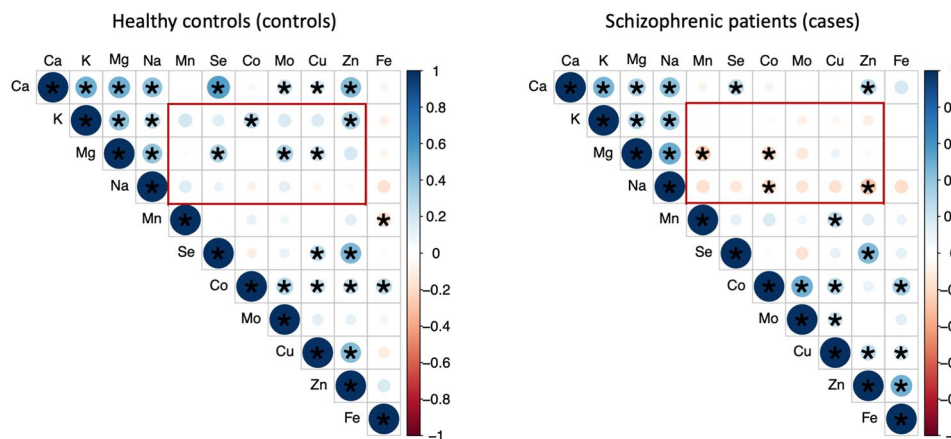 Healthy controls (controls)
Ca K Mg Na Mn Se Co Mo Cu Zn Fe
Ca
K
Mg
Na
Mn
Se
Co
Mo
Cu
Zn
Fe
1
0.8
0.6
0.4
0.2
0
−0.2
−0.4
−0.6
−0.8
−1
Schizophrenic patients (cases)
Ca K Mg Na Mn Se Co Mo Cu Zn Fe
Ca
K
Mg
Na
Mn
Se
Co
Mo
Cu
Zn
Fe